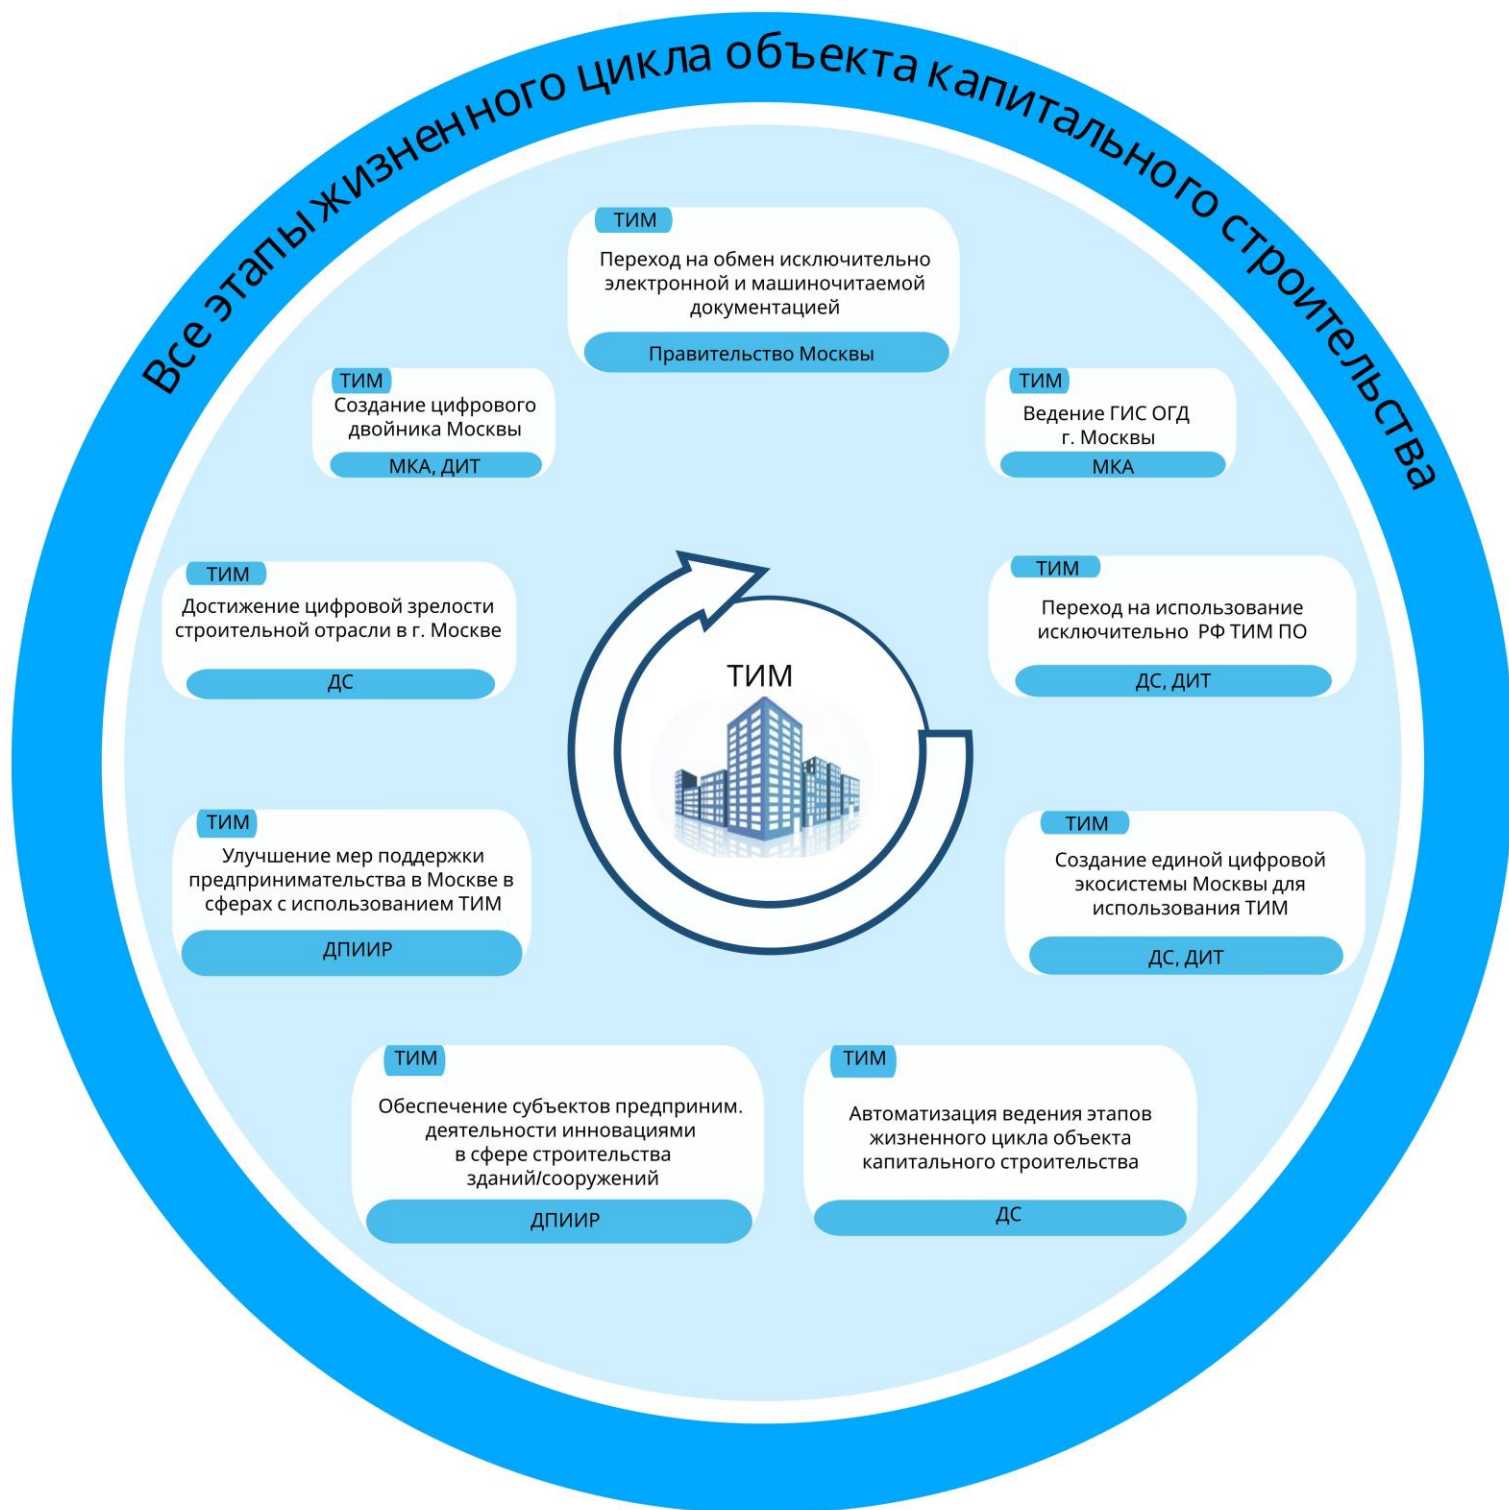 Все этапы жизненного цикла объекта капитального строительства
ТИМ
Переход на обмен исключительно
электронной и машиночитаемой
документацией
Правительство Москвы
ТИМ
Создание цифрового
двойника Москвы
МКА, ДИТ
ТИМ
Ведение ГИС ОГД
г. Москвы
МКА
ТИМ
Достижение цифровой зрелости
строительной отрасли в г. Москве
ДС
ТИМ
Переход на использование
исключительно РФ ТИМ ПО
ДС, ДИТ
ТИМ
ТИМ
Улучшение мер поддержки
предпринимательства в Москве в
сферах с использованием ТИМ
ДПИИР
ТИМ
Создание единой цифровой
экосистемы Москвы для
использования ТИМ
ДС, ДИТ
ТИМ
Обеспечение субъектов предприним.
деятельности инновациями
в сфере строительства
зданий/сооружений
ДПИИР
ТИМ
Автоматизация ведения этапов
жизненного цикла объекта
капитального строительства
ДС